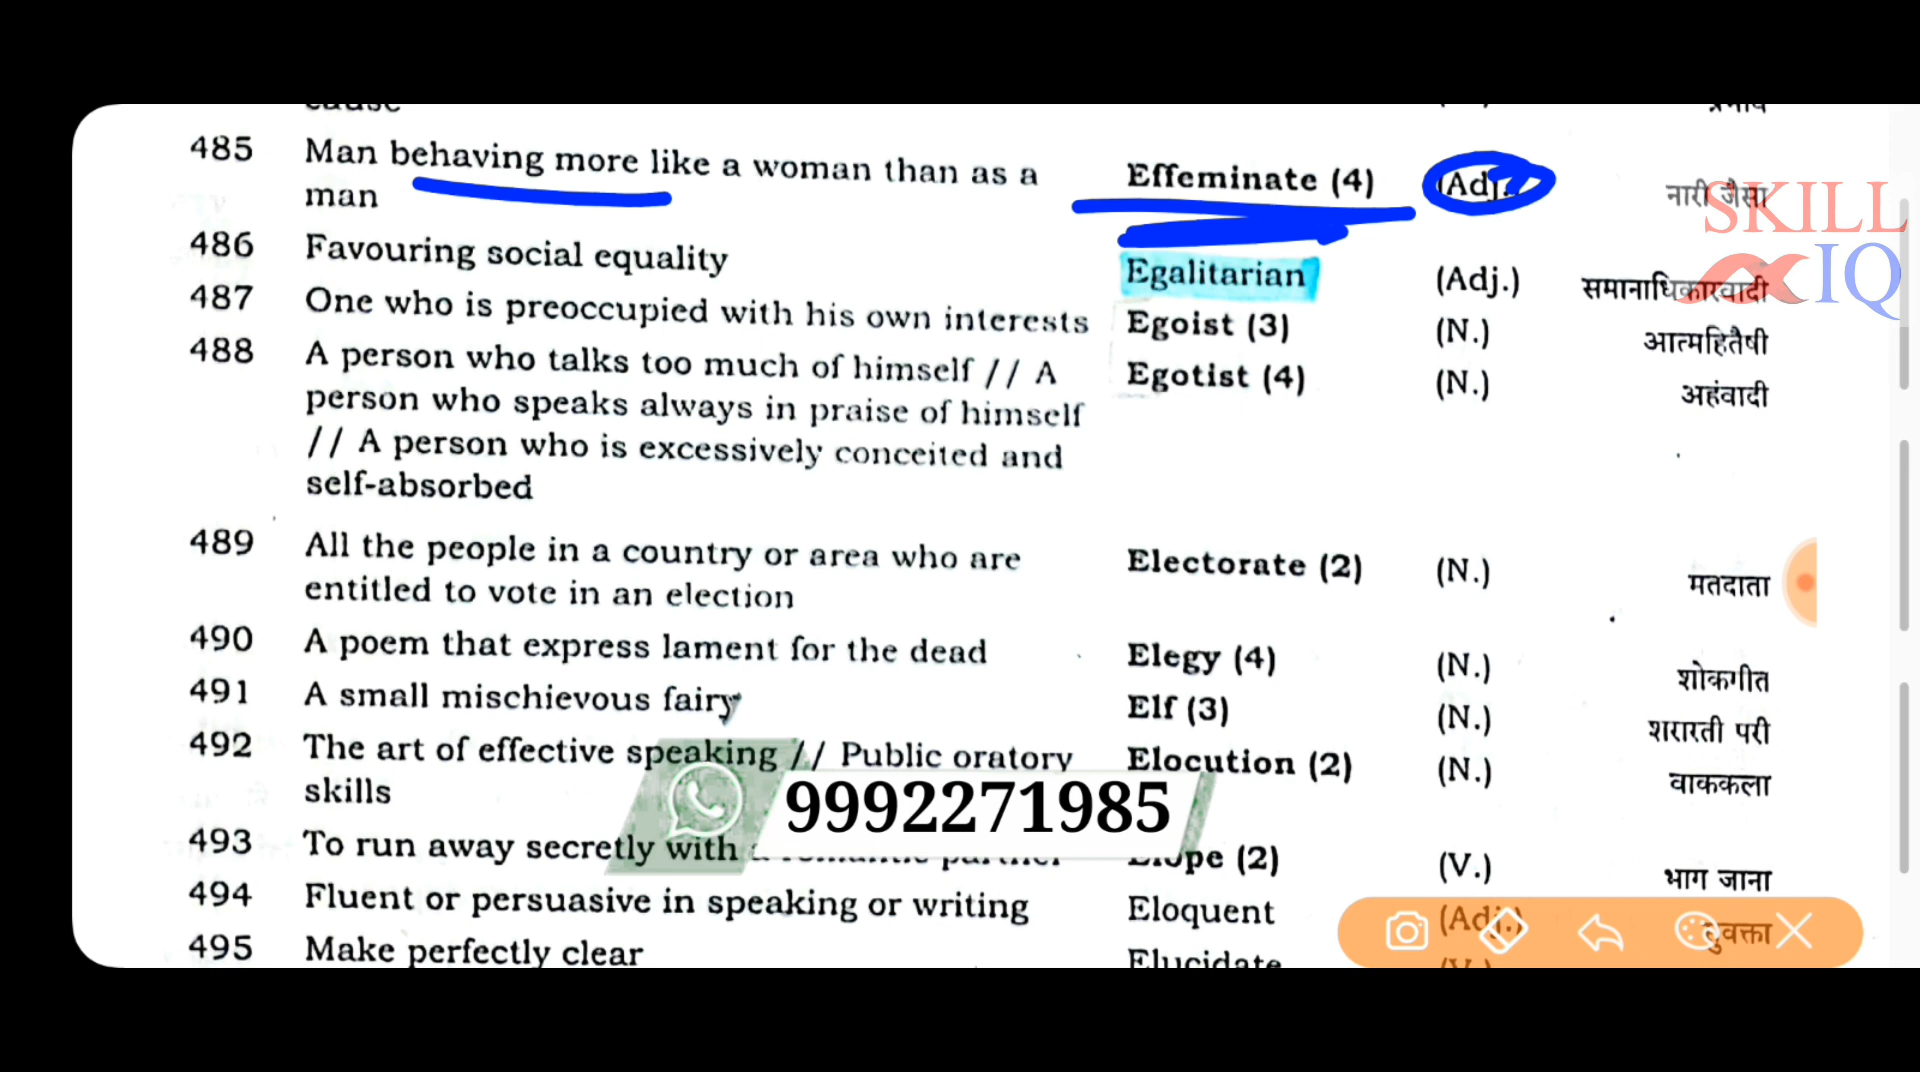 cause
485 Man behaving more like a woman than as a Effeminate (4) (Adj.) नारी जैसा
man
SKILL
IQ
486 Favouring social equality Egalitarian (Adj.) समानाधिकारवादी
487 One who is preoccupied with his own interests Egoist (3) (N.) आत्महितैषी
488 A person who talks too much of himself // A Egotist (4) (N.) अहंवादी
person who speaks always in praise of himself
// A person who is excessively conceited and
self-absorbed
489 All the people in a country or area who are Electorate (2) (N.) मतदाता
entitled to vote in an election
490 A poem that express lament for the dead Elegy (4) (N.) शोकगीत
491 A small mischievous fairy Elf (3) (N.) शरारती परी
492 The art of effective speaking // Public oratory Elocution (2) (N.) वाककला
skills
9992271985
493 To run away secretly with (2) (V.) भाग जाना
494 Fluent or persuasive in speaking or writing Eloquent (Adj.)
495 Make perfectly clear Elucidate (V.)